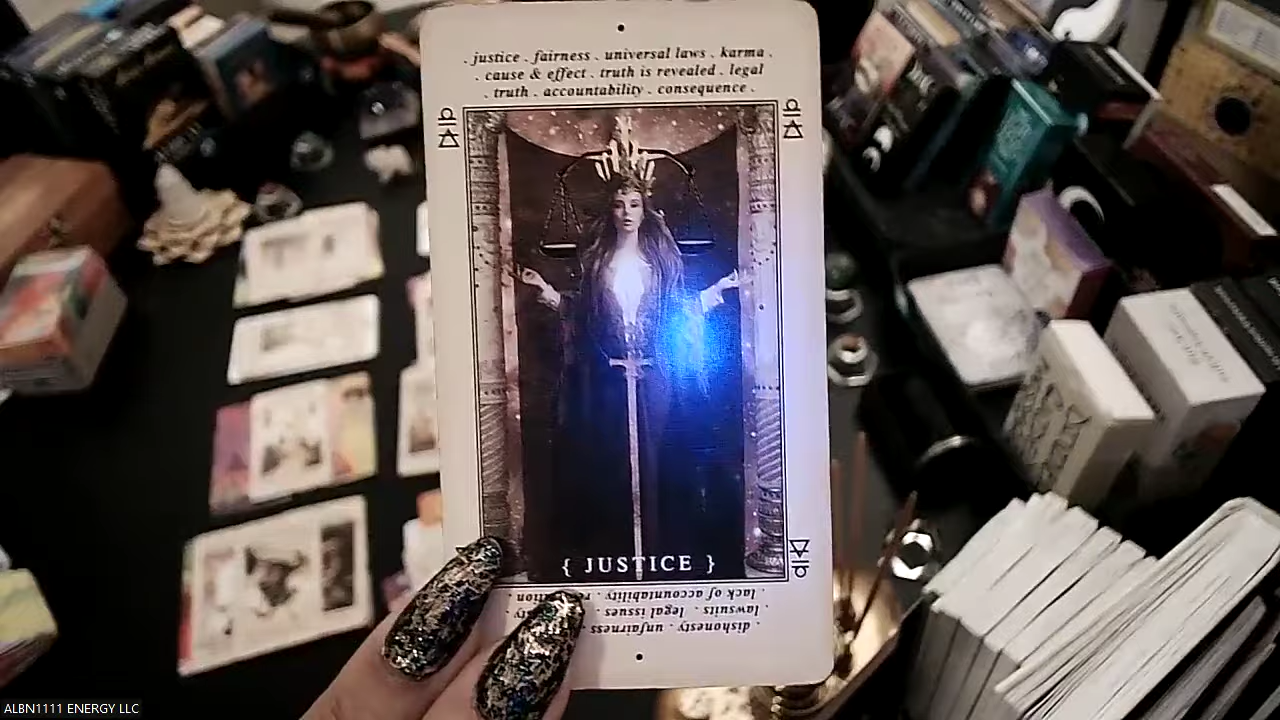 . justice . fairness . universal laws . karma .
. cause & effect . truth is revealed . legal
. truth . accountability . consequence .
{ JUSTICE }
. lack of accountability .
. lawsuits . legal issues .
. dishonesty . unfairness .
ALBN1111 ENERGY LLC